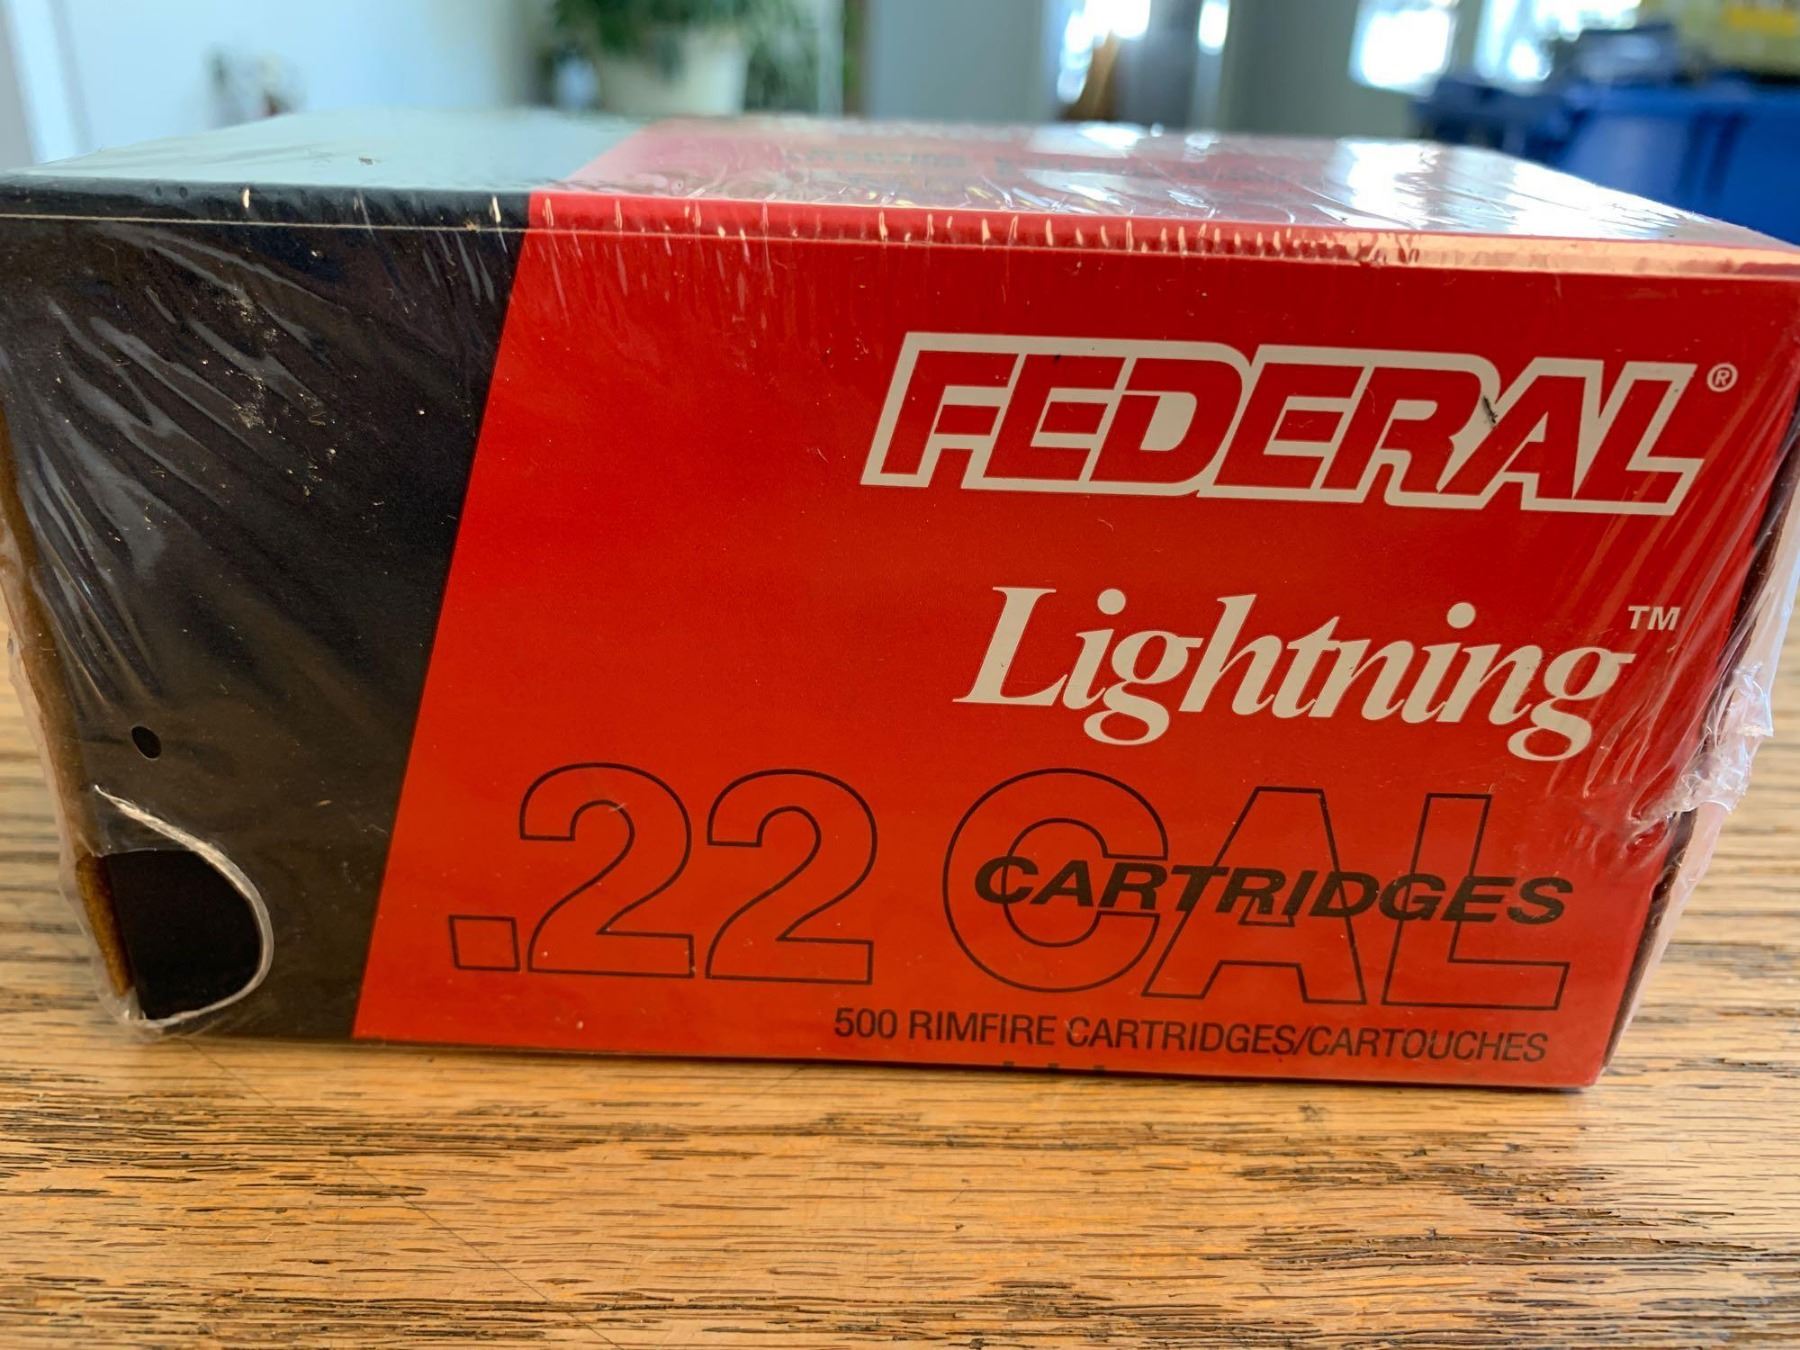 FEDERAL®
Lightning™
.22 CAL
CARTRIDGES
500 RIMFIRE CARTRIDGES/CARTOUCHES